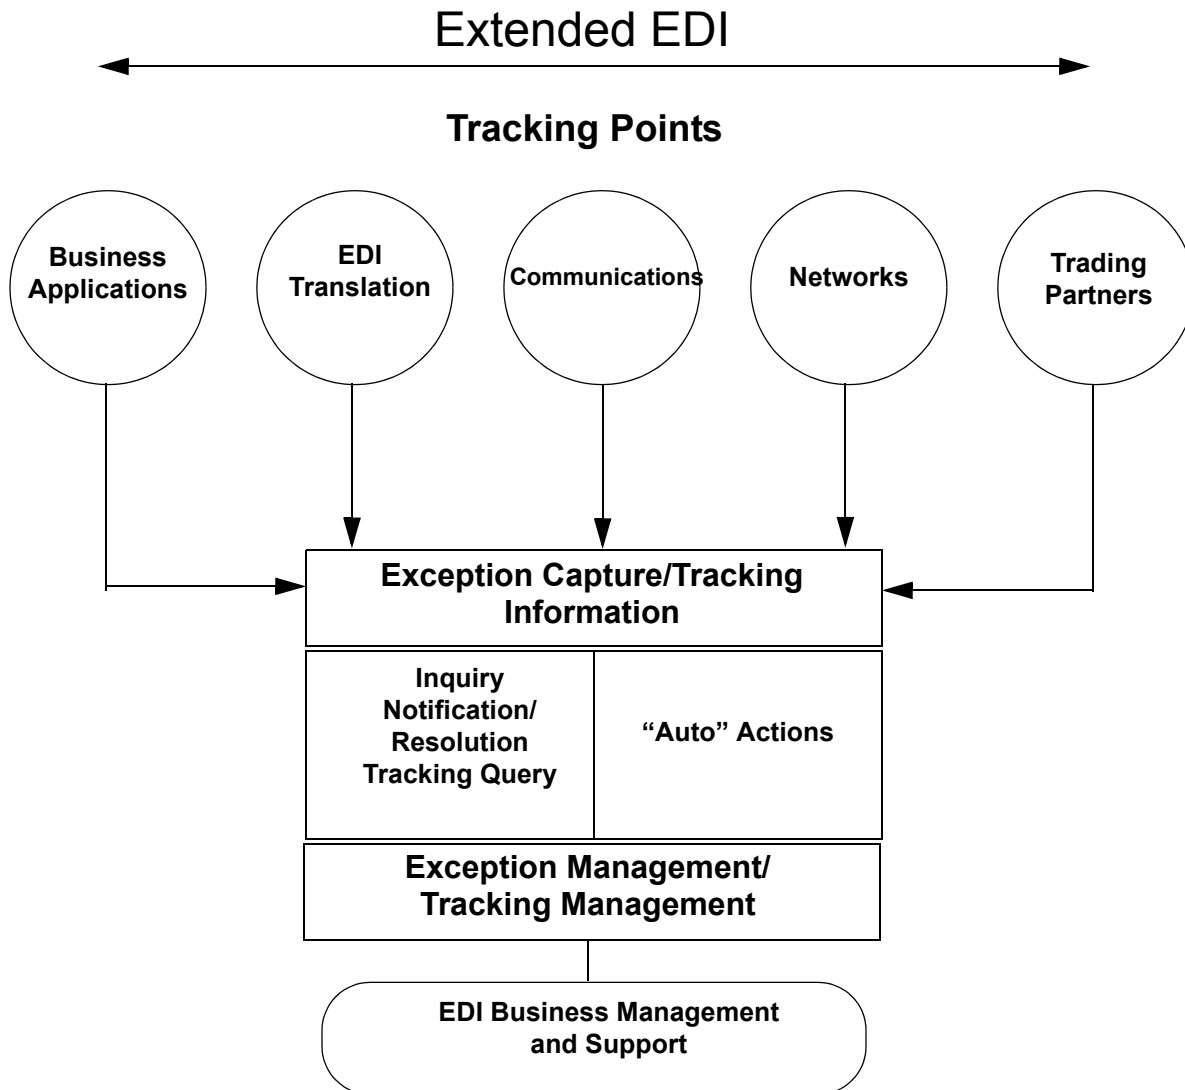 Extended EDI
Tracking Points
Business
Applications
EDI
Translation
Communications
Networks
Trading
Partners
Exception Capture/Tracking
Information
Inquiry
Notification/
Resolution
Tracking Query
“Auto” Actions
Exception Management/
Tracking Management
EDI Business Management
and Support